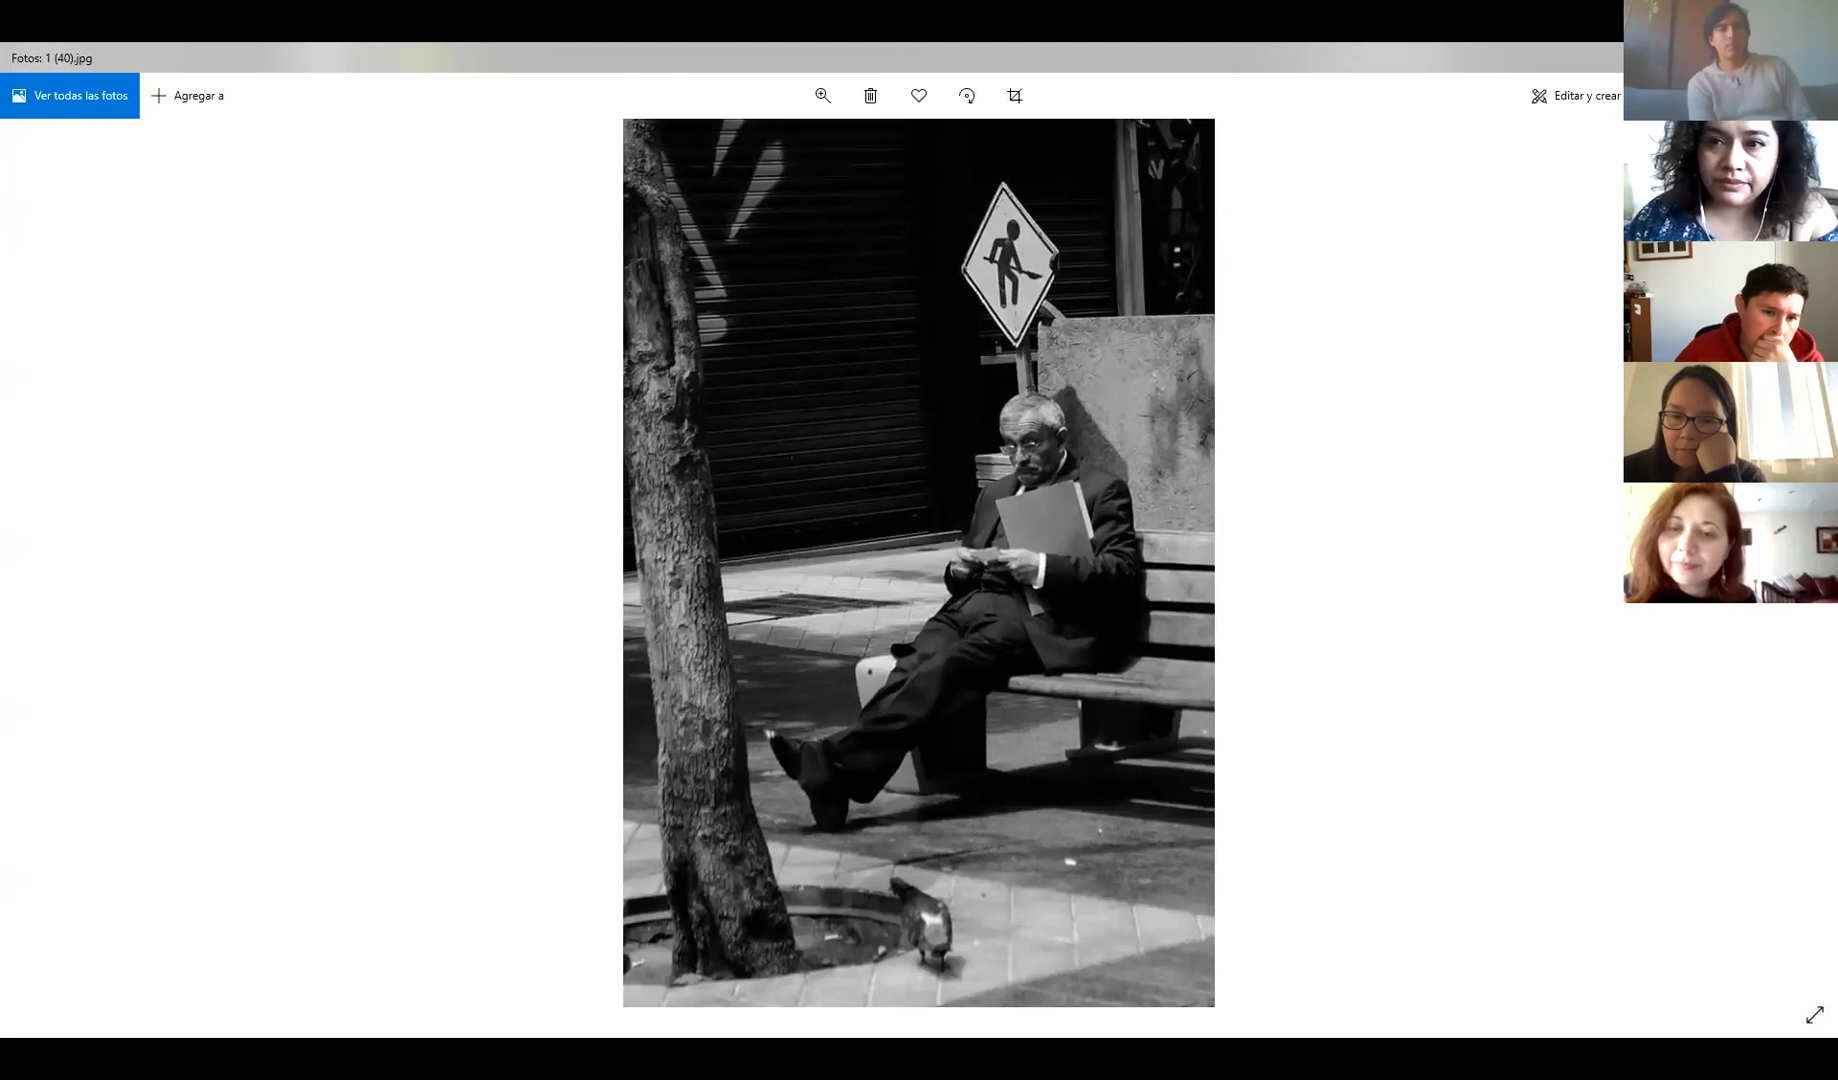 Fotos: 1 (40).jpg
Ver todas las fotos
Agregar a
Editar y crear